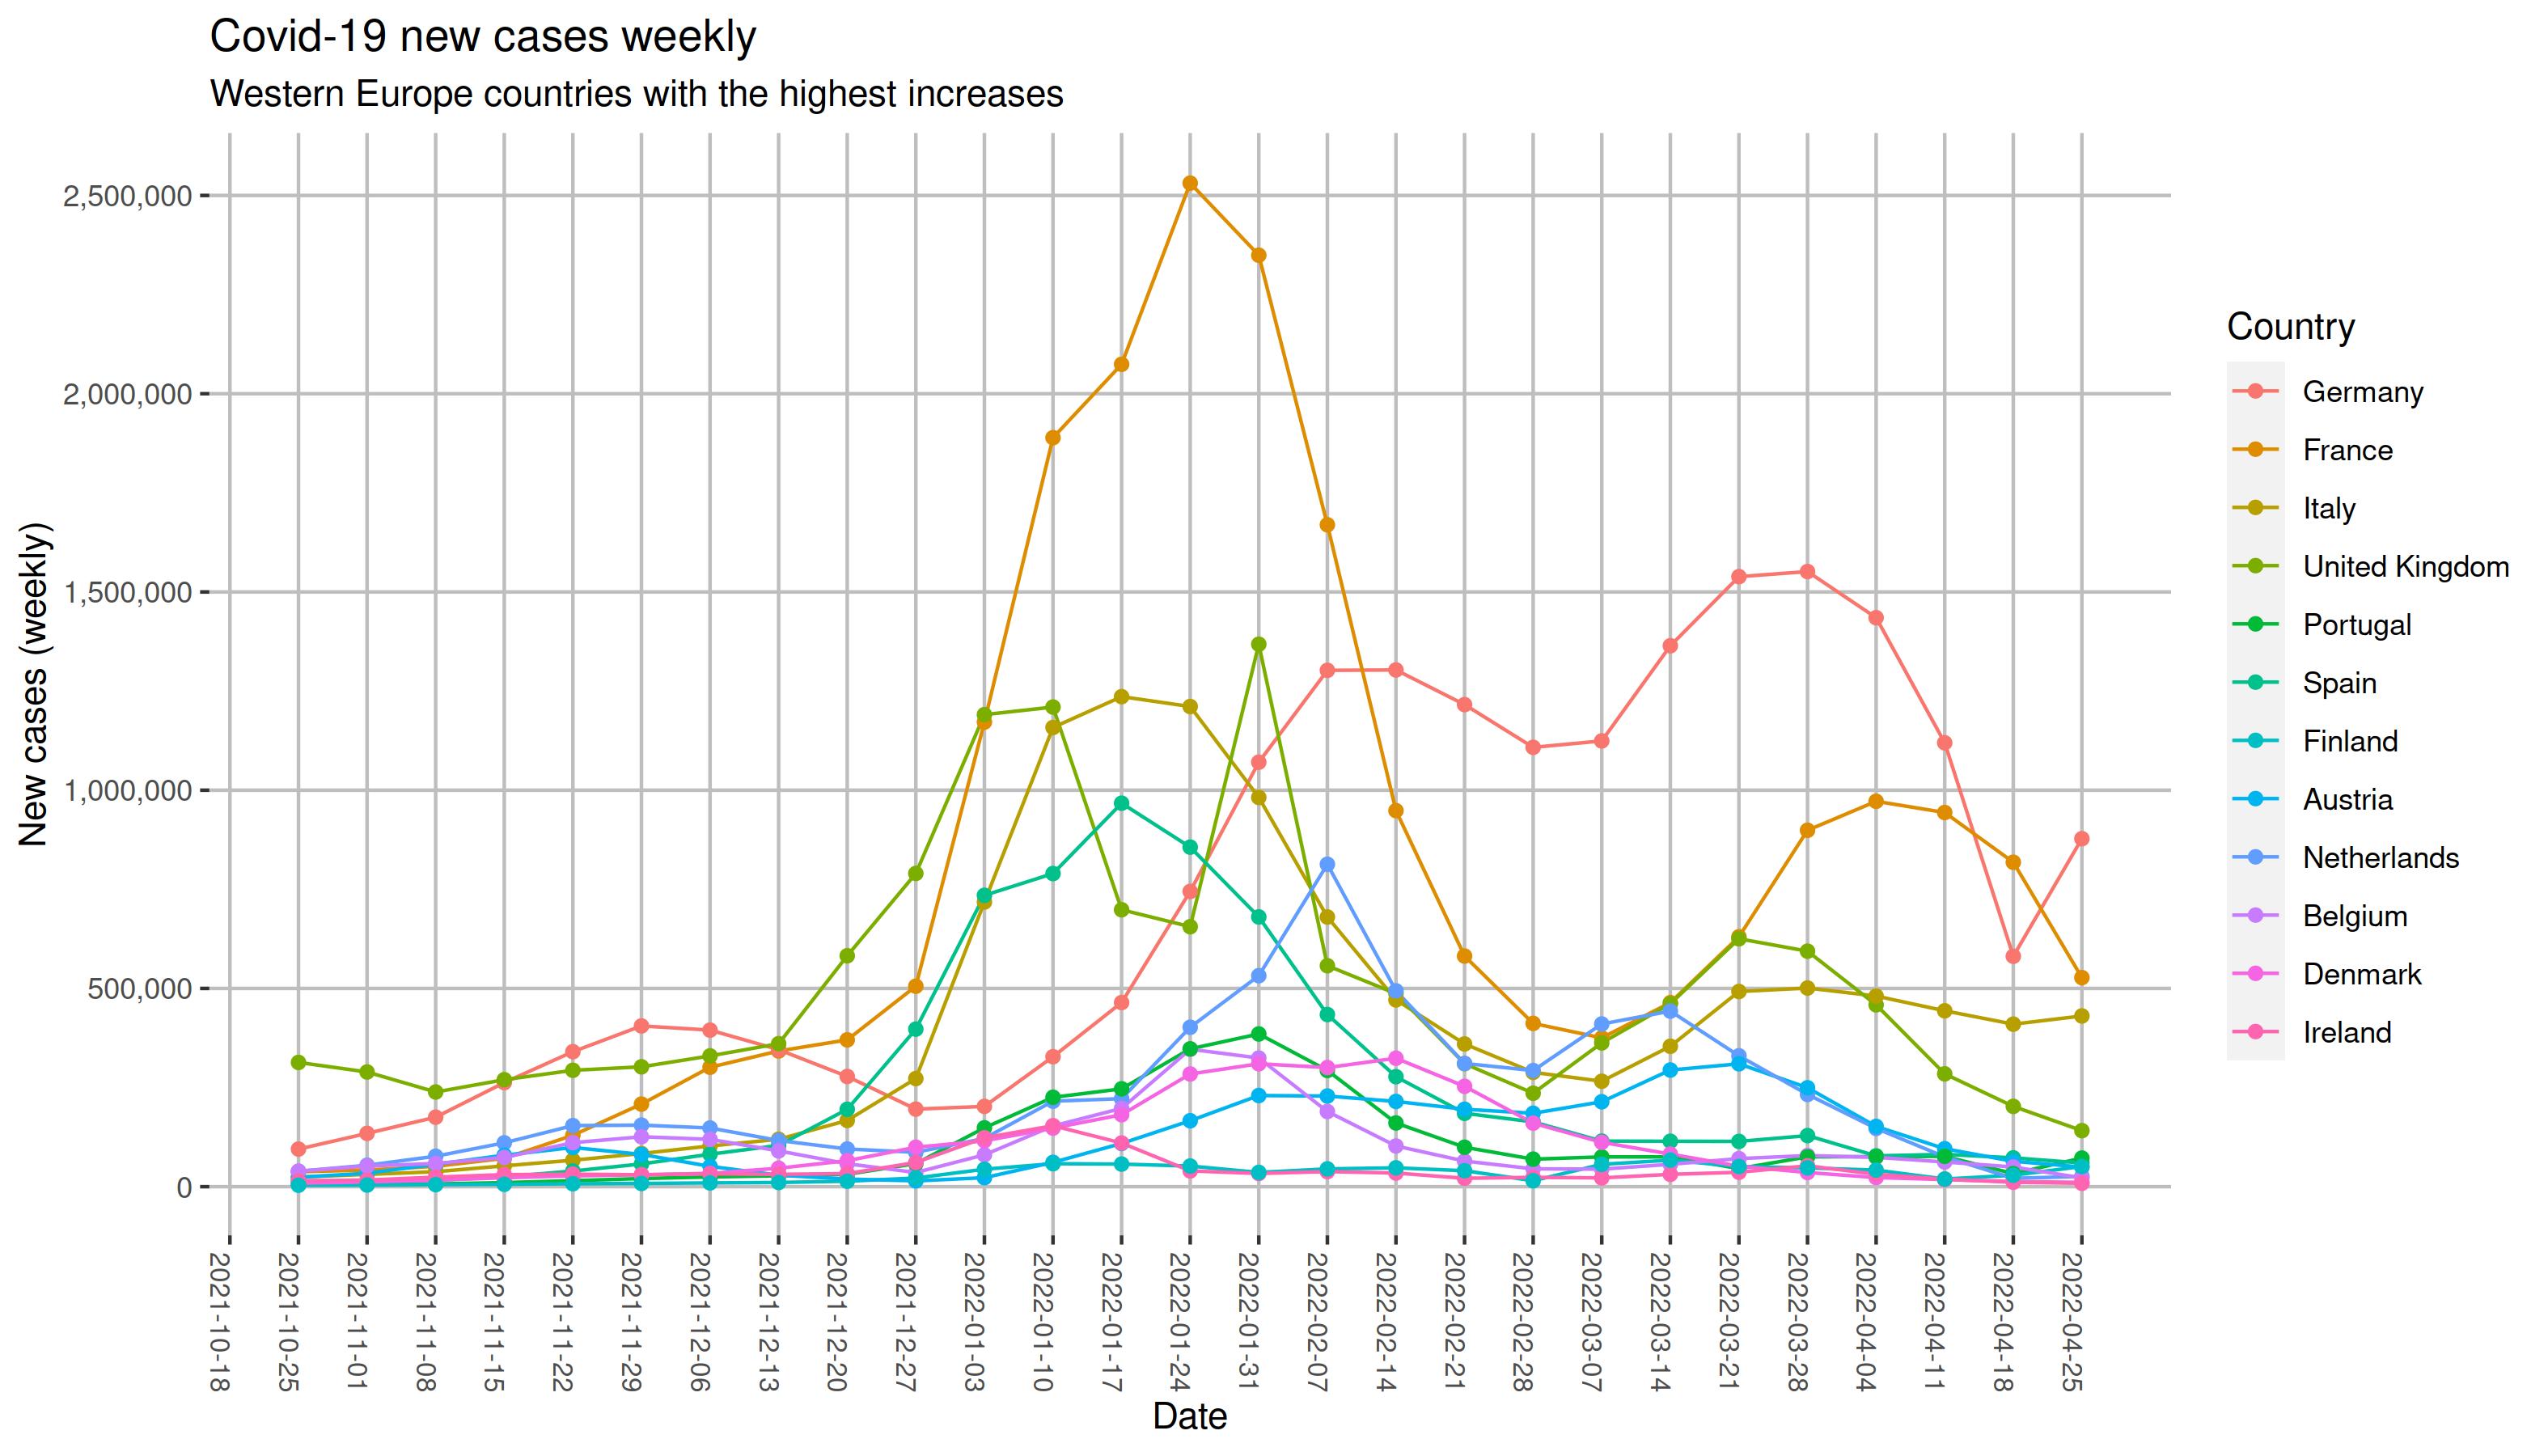 Covid-19 new cases weekly
Western Europe countries with the highest increases
New cases (weekly)
2,500,000
2,000,000
1,500,000
1,000,000
500,000
0
2021-10-18
2021-10-25
2021-11-01
2021-11-08
2021-11-15
2021-11-22
2021-11-29
2021-12-06
2021-12-13
2021-12-20
2021-12-27
2022-01-03
2022-01-10
2022-01-17
2022-01-24
2022-01-31
2022-02-07
2022-02-14
2022-02-21
2022-02-28
2022-03-07
2022-03-14
2022-03-21
2022-03-28
2022-04-04
2022-04-11
2022-04-18
2022-04-25
Date
Country
Germany
France
Italy
United Kingdom
Portugal
Spain
Finland
Austria
Netherlands
Belgium
Denmark
Ireland